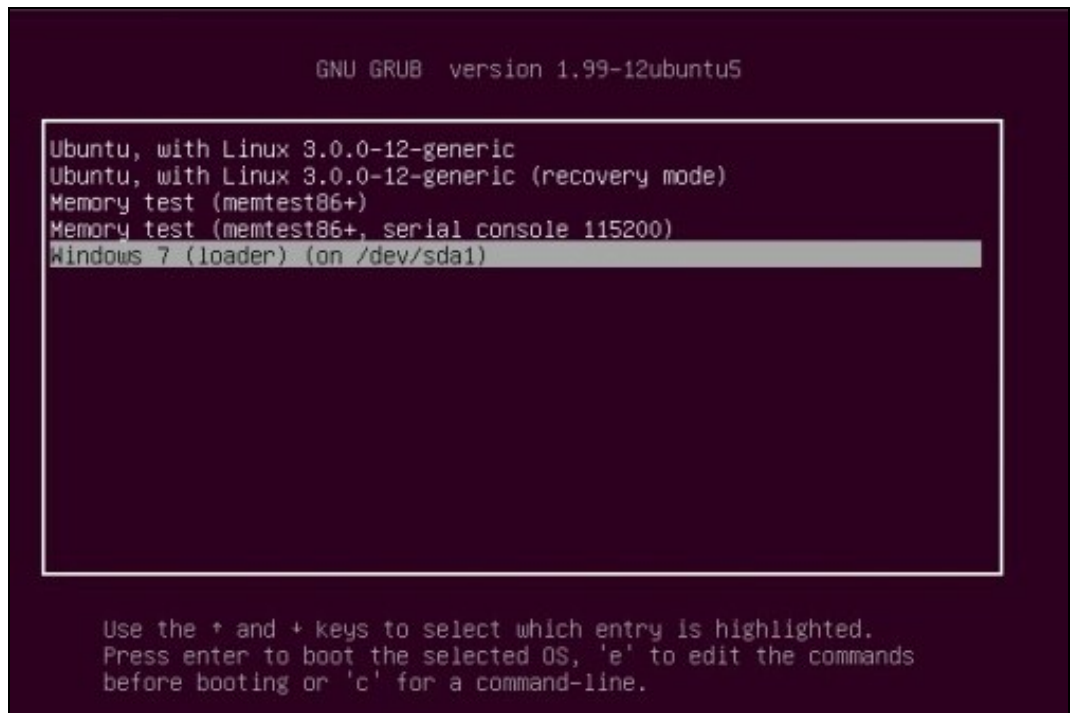 GNU GRUB  version 1.99-12ubuntu5
Ubuntu, with Linux 3.0.0-12-generic
Ubuntu, with Linux 3.0.0-12-generic (recovery mode)
Memory test (memtest86+)
Memory test (memtest86+, serial console 115200)
Windows 7 (loader) (on /dev/sda1)
Use the ↑ and ↓ keys to select which entry is highlighted.
Press enter to boot the selected OS, 'e' to edit the commands
before booting or 'c' for a command-line.